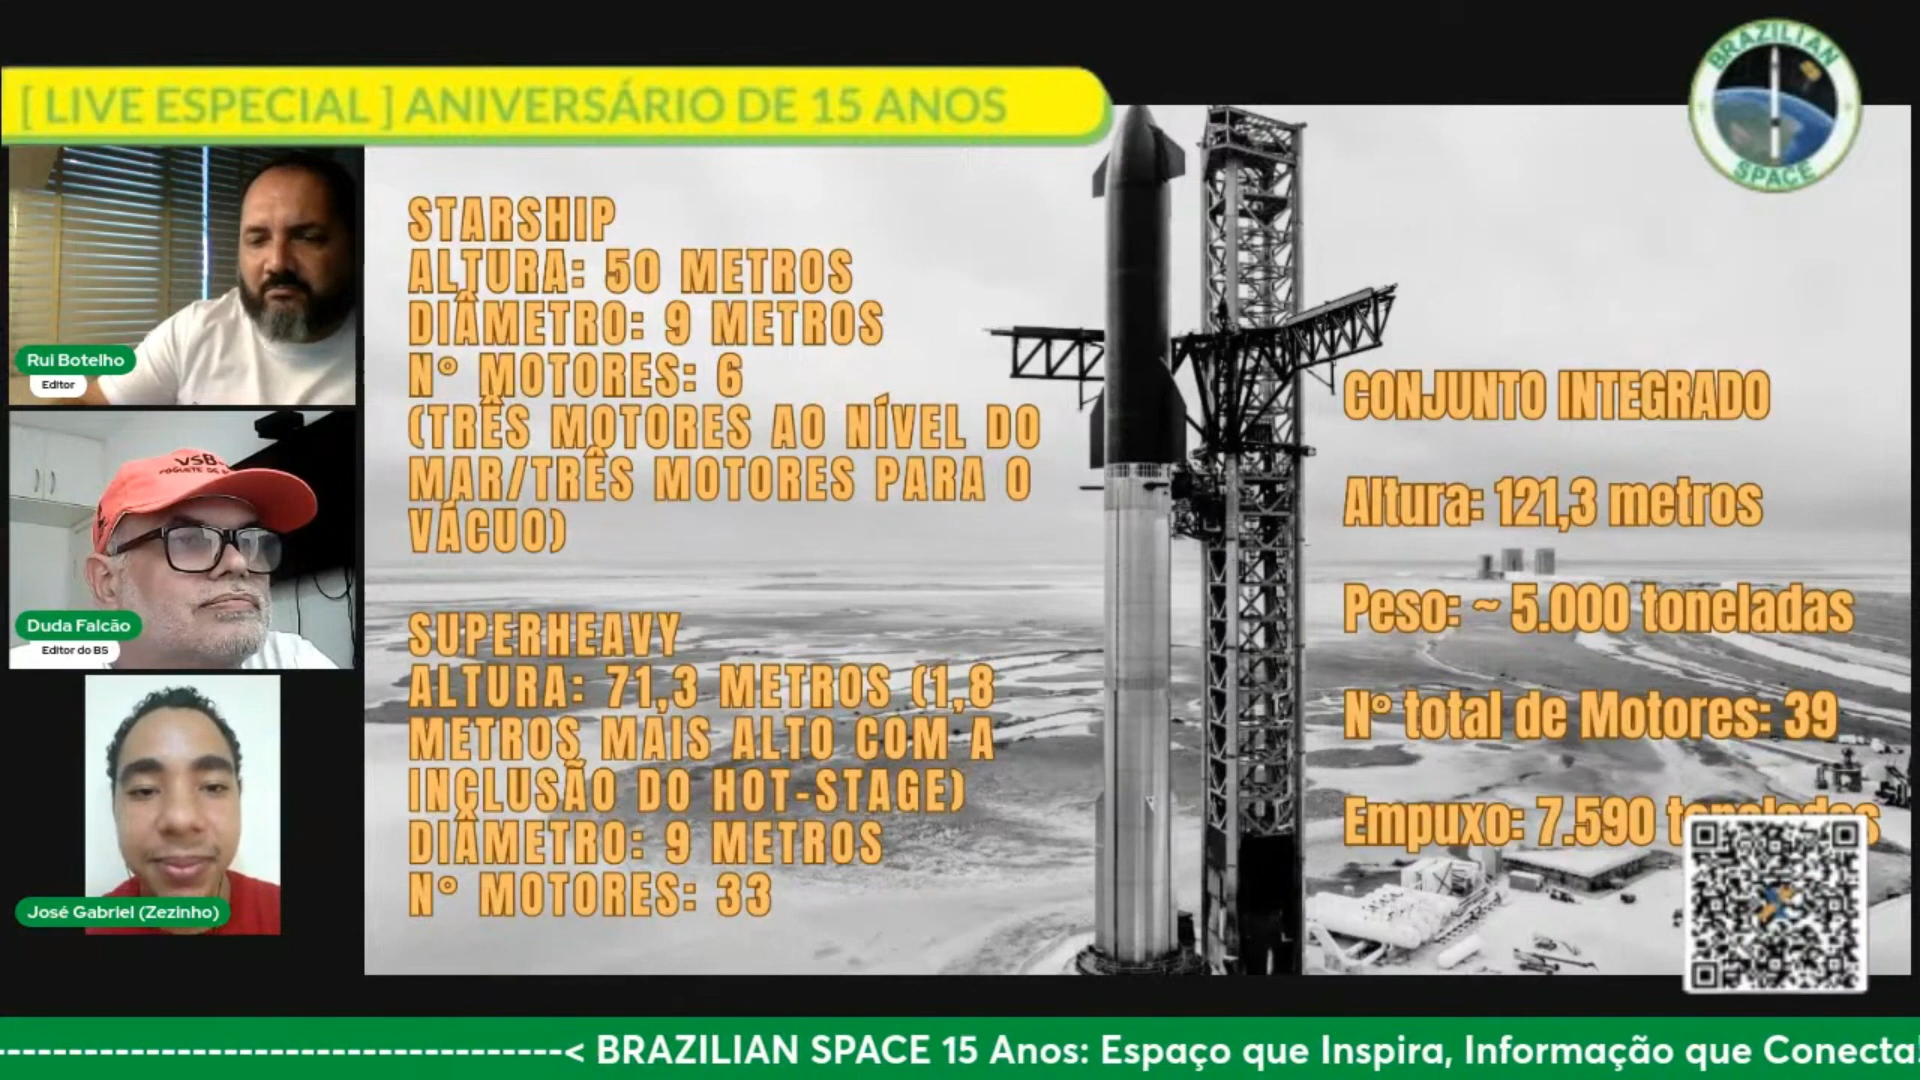 [ LIVE ESPECIAL ] ANIVERSÁRIO DE 15 ANOS
BRAZILIAN
SPACE
Rui Botelho
Editor
VSB
Duda Falcão
Editor do BS
José Gabriel (Zezinho)
STARSHIP
ALTURA: 50 METROS
DIÂMETRO: 9 METROS
Nº MOTORES: 6
(TRÊS MOTORES AO NÍVEL DO
MAR/TRÊS MOTORES PARA O
VÁCUO)
SUPERHEAVY
ALTURA: 71,3 METROS (1,8
METROS MAIS ALTO COM A
INCLUSÃO DO HOT-STAGE)
DIÂMETRO: 9 METROS
Nº MOTORES: 33
CONJUNTO INTEGRADO
Altura: 121,3 metros
Peso: ~ 5.000 toneladas
Nº total de Motores: 39
Empuxo: 7.590 toneladas
-----------------------------------< BRAZILIAN SPACE 15 Anos: Espaço que Inspira, Informação que Conecta!